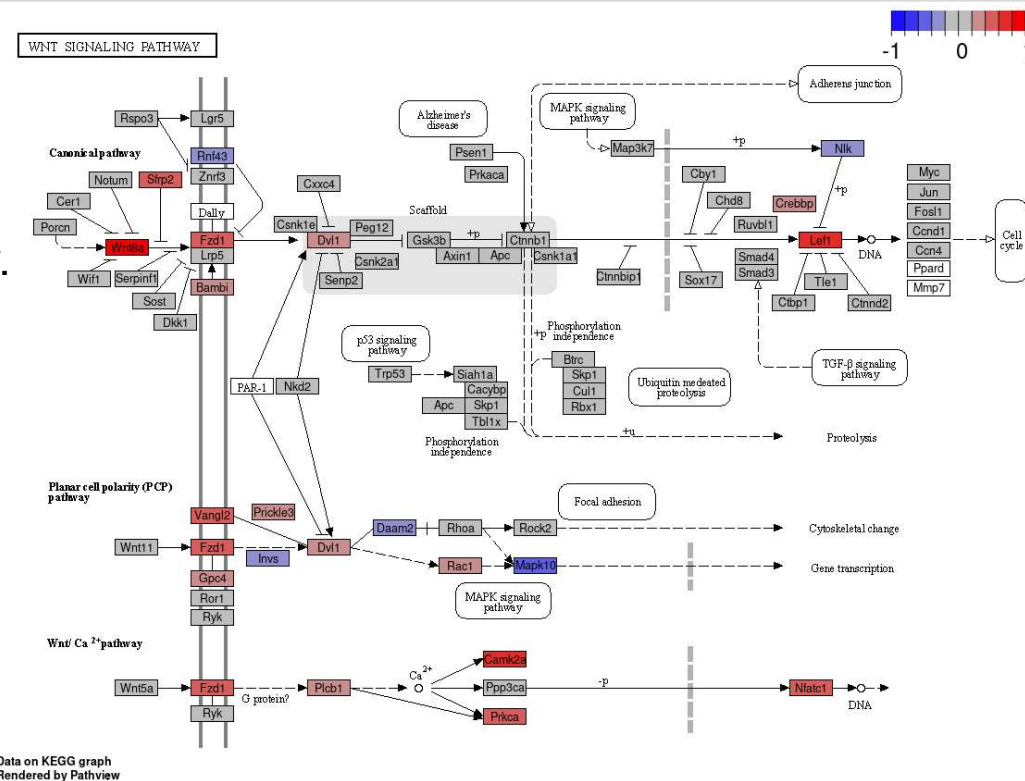 WNT SIGNALING PATHWAY
-1 0
Adherens junction
Alzheimer's
disease
MAPK signaling
pathway
Rspo3 Lgr5
Canonical pathway
Psen1
Map3k7
+p
Nlk
Rnf43
Znrf3
Notum
Sfrp2
Prkaca
Cby1
Myc
Cer1
Cxxc4
Chd8
Crebbp
+p
Jun
Dally
Scaffold
Fosl1
Porcn
Csnk1e
Peg12
Ruvbl1
Ccnd1
Wnt8a
Fzd1
Dvl1
Gsk3b
+p
Ctnnb1
Lef1
DNA
Ccn4
Cell
cycle
Lrp5
Csnk2a1
Axin1
Apc
Csnk1a1
Smad4
Smad3
Ppard
Wif1
Serpinf1
Bambi
Senp2
Ctnnbip1
Sox17
Tle1
Mmp7
Sost
Ctbp1
Ctnnd2
Dkk1
+p
Phosphorylation
independence
p53 signaling
pathway
Btrc
TGF-β signaling
pathway
Trp53
Siah1a
Skp1
PAR-1
Nkd2
Cacybp
Cul1
Ubiquitin medeated
proteolysis
Apc
Skp1
Rbx1
Tbl1x
+u
Proteolysis
Phosphorylation
independence
Planar cell polarity (PCP)
pathway
Focal adhesion
Vangl2
Prickle3
Daam2
Rhoa
Rock2
Cytoskeletal change
Wnt11
Fzd1
Invs
Dvl1
Rac1
Mapk10
Gene transcription
Gpc4
Ror1
MAPK signaling
pathway
Ryk
Wnt/ Ca 2+pathway
Camk2a
Ca 2+
Wnt5a
Fzd1
G protein?
Plcb1
Ppp3ca
-p
Nfatc1
DNA
Ryk
Prkca
Data on KEGG graph
Rendered by Pathview